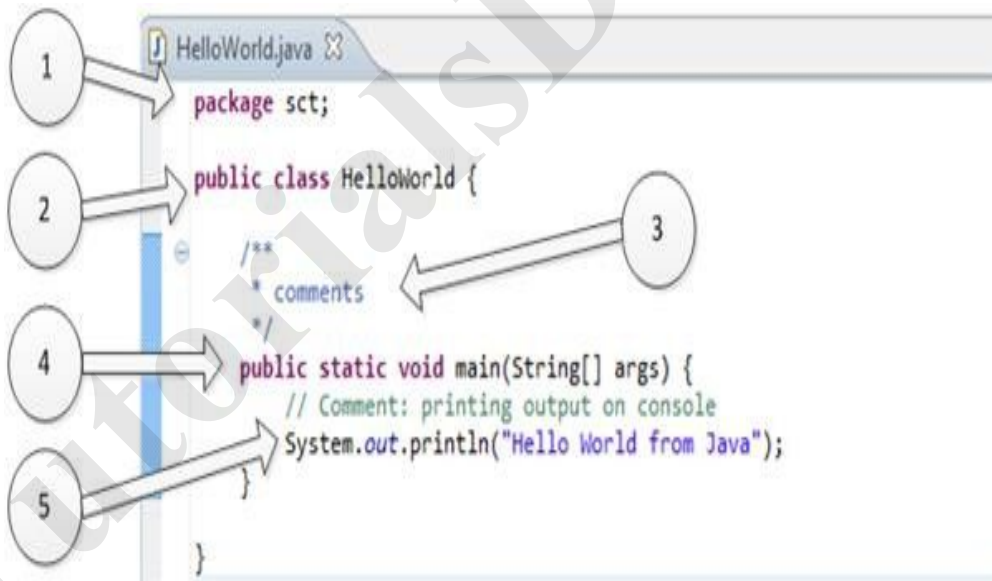 HelloWorld.java
1
package sct;
2
public class HelloWorld {
3
/**
* comments
*/
4
public static void main(String[] args) {
// Comment: printing output on console
5
System.out.println("Hello World from Java");
}
}
utorialsb